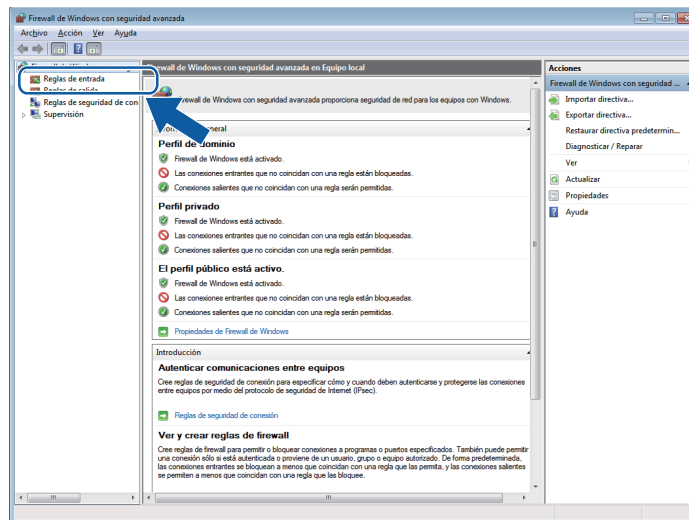 Firewall de Windows con seguridad avanzada
Archivo Acción Ver Ayuda
Reglas de entrada
Reglas de salida
Reglas de seguridad de con
Supervisión
Firewall de Windows con seguridad avanzada en Equipo local
Firewall de Windows con seguridad avanzada proporciona seguridad de red para los equipos con Windows.
general
Perfil de dominio
Firewall de Windows está activado.
Las conexiones entrantes que no coincidan con una regla están bloqueadas.
Conexiones salientes que no coincidan con una regla serán permitidas.
Perfil privado
Firewall de Windows está activado.
Las conexiones entrantes que no coincidan con una regla están bloqueadas.
Conexiones salientes que no coincidan con una regla serán permitidas.
El perfil público está activo.
Firewall de Windows está activado.
Las conexiones entrantes que no coincidan con una regla están bloqueadas.
Conexiones salientes que no coincidan con una regla serán permitidas.
Propiedades de Firewall de Windows
Introducción
Autenticar comunicaciones entre equipos
Cree reglas de seguridad de conexión para especificar cómo y cuando deben autenticarse y protegerse las conexiones
entre equipos por medio del protocolo de seguridad de Internet (IPsec).
Reglas de seguridad de conexión
Ver y crear reglas de firewall
Cree reglas de firewall para permitir o bloquear conexiones a programas o puertos especificados. También puede permitir
una conexión sólo si está autenticada o proviene de un usuario, grupo o equipo autorizado. De forma predeterminada,
las conexiones entrantes se bloquean a menos que coincidan con una regla que las permita, y las conexiones salientes
se permiten a menos que coincidan con una regla que las bloquee.
Acciones
Firewall de Windows con seguridad ...
Importar directiva...
Exportar directiva...
Restaurar directiva predetermin...
Diagnosticar / Reparar
Ver
Actualizar
Propiedades
Ayuda